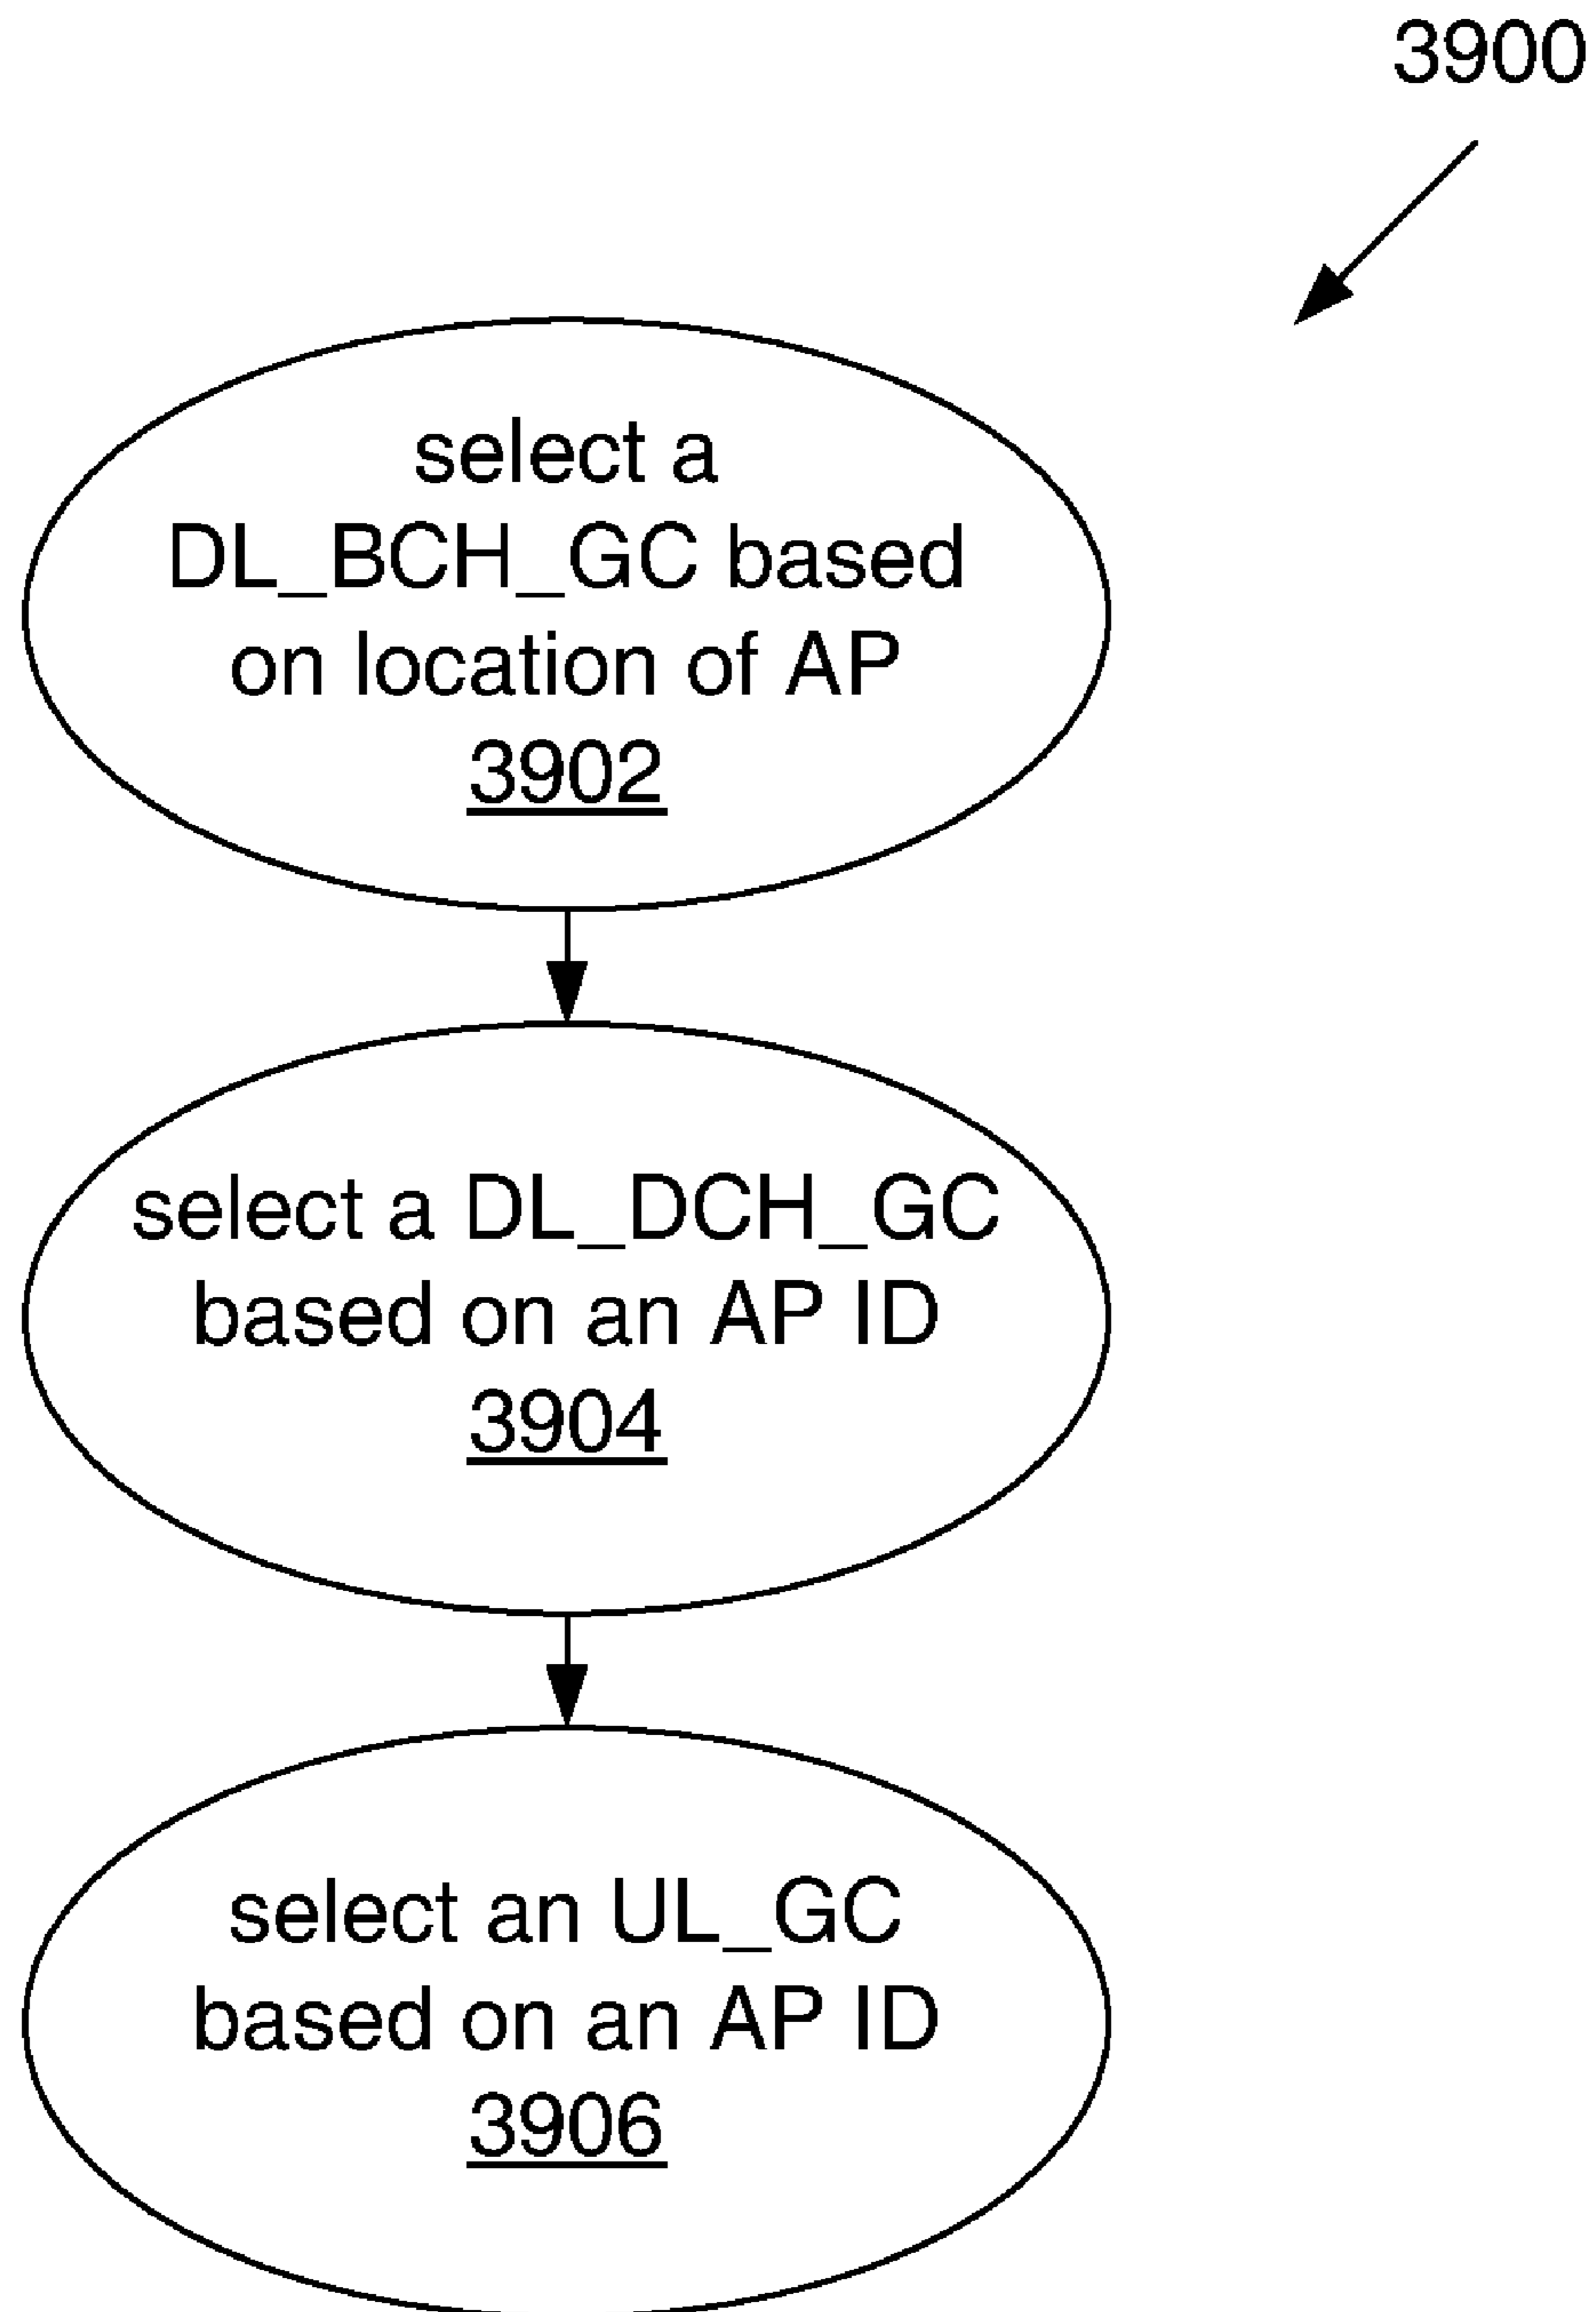 3900
select a
DL_BCH_GC based
on location of AP
3902
select a DL_DCH_GC
based on an AP ID
3904
select an UL_GC
based on an AP ID
3906